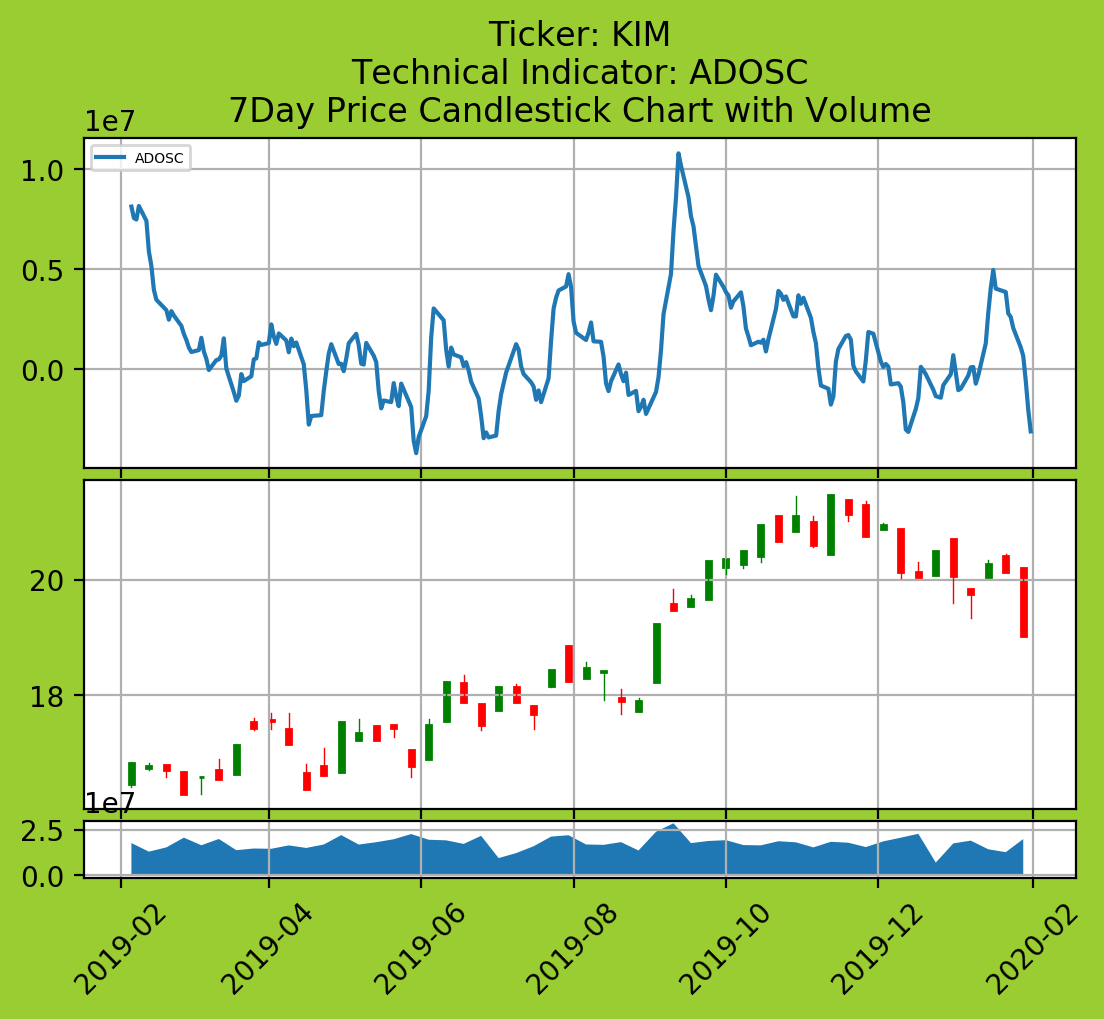 Ticker: KIM
Technical Indicator: ADOSC
7Day Price Candlestick Chart with Volume
1e7
ADOSC
1.0
0.5
0.0
20
18
1e7
2.5
0.0
2019-02 2019-04 2019-06 2019-08 2019-10 2019-12 2020-02